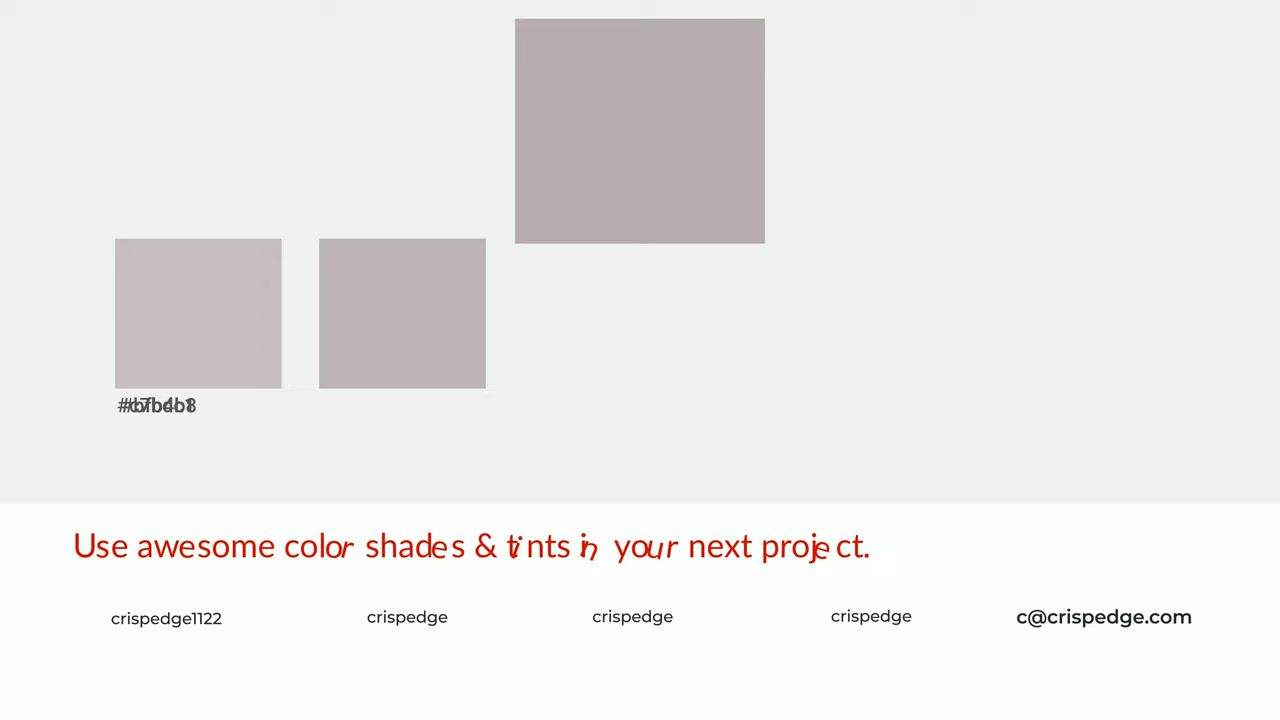 Use awesome color shades & tints in your next project.
crispedge1122 crispedge crispedge crispedge c@crispedge.com